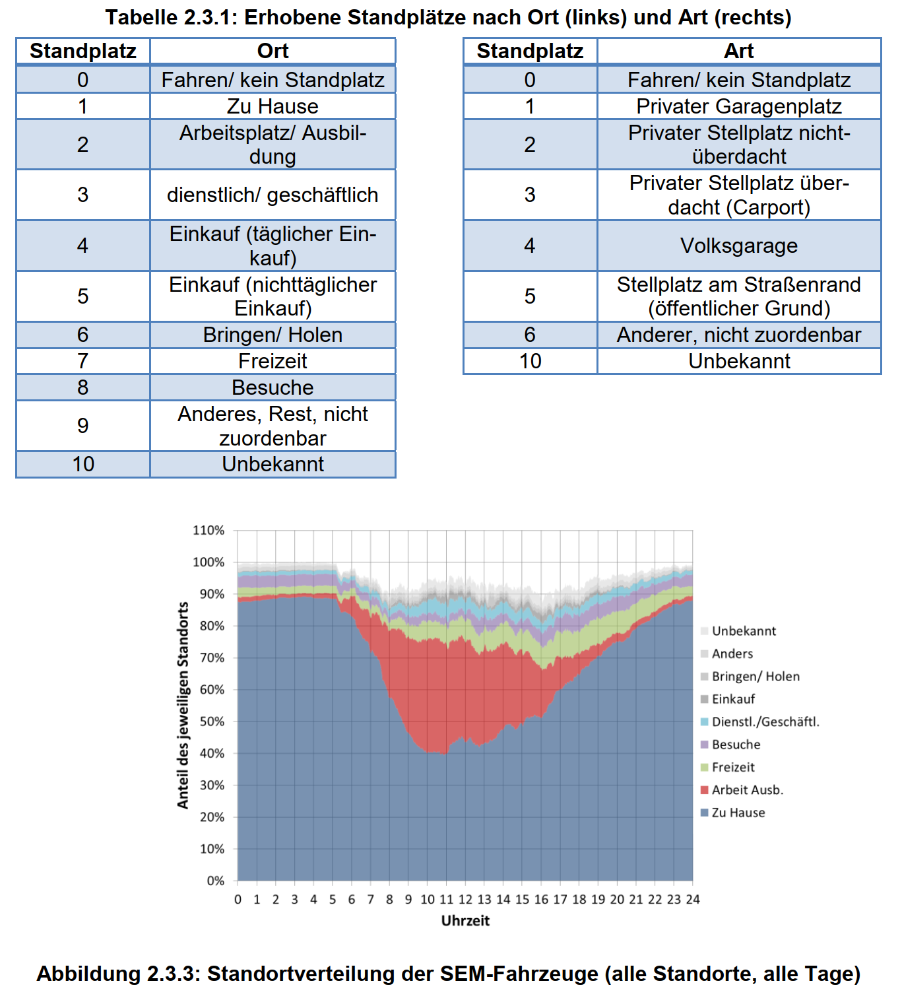 Tabelle 2.3.1: Erhobene Standplätze nach Ort (links) und Art (rechts)
Standplatz Ort
0 Fahren/ kein Standplatz
1 Zu Hause
2 Arbeitsplatz/ Ausbil-
dung
3 dienstlich/ geschäftlich
4 Einkauf (täglicher Ein-
kauf)
5 Einkauf (nichttäglicher
Einkauf)
6 Bringen/ Holen
7 Freizeit
8 Besuche
9 Anderes, Rest, nicht
zuordenbar
10 Unbekannt
Standplatz Art
0 Fahren/ kein Standplatz
1 Privater Garagenplatz
2 Privater Stellplatz nicht-
überdacht
3 Privater Stellplatz über-
dacht (Carport)
4 Volksgarage
5 Stellplatz am Straßenrand
(öffentlicher Grund)
6 Anderer, nicht zuordenbar
10 Unbekannt
Anteil des jeweiligen Standorts
110%
100%
90%
80%
70%
60%
50%
40%
30%
20%
10%
0%
0 1 2 3 4 5 6 7 8 9 10 11 12 13 14 15 16 17 18 19 20 21 22 23 24
Uhrzeit
Unbekannt
Anders
Bringen/ Holen
Einkauf
Dienstl./Geschäftl.
Besuche
Freizeit
Arbeit Ausb.
Zu Hause
Abbildung 2.3.3: Standortverteilung der SEM-Fahrzeuge (alle Standorte, alle Tage)